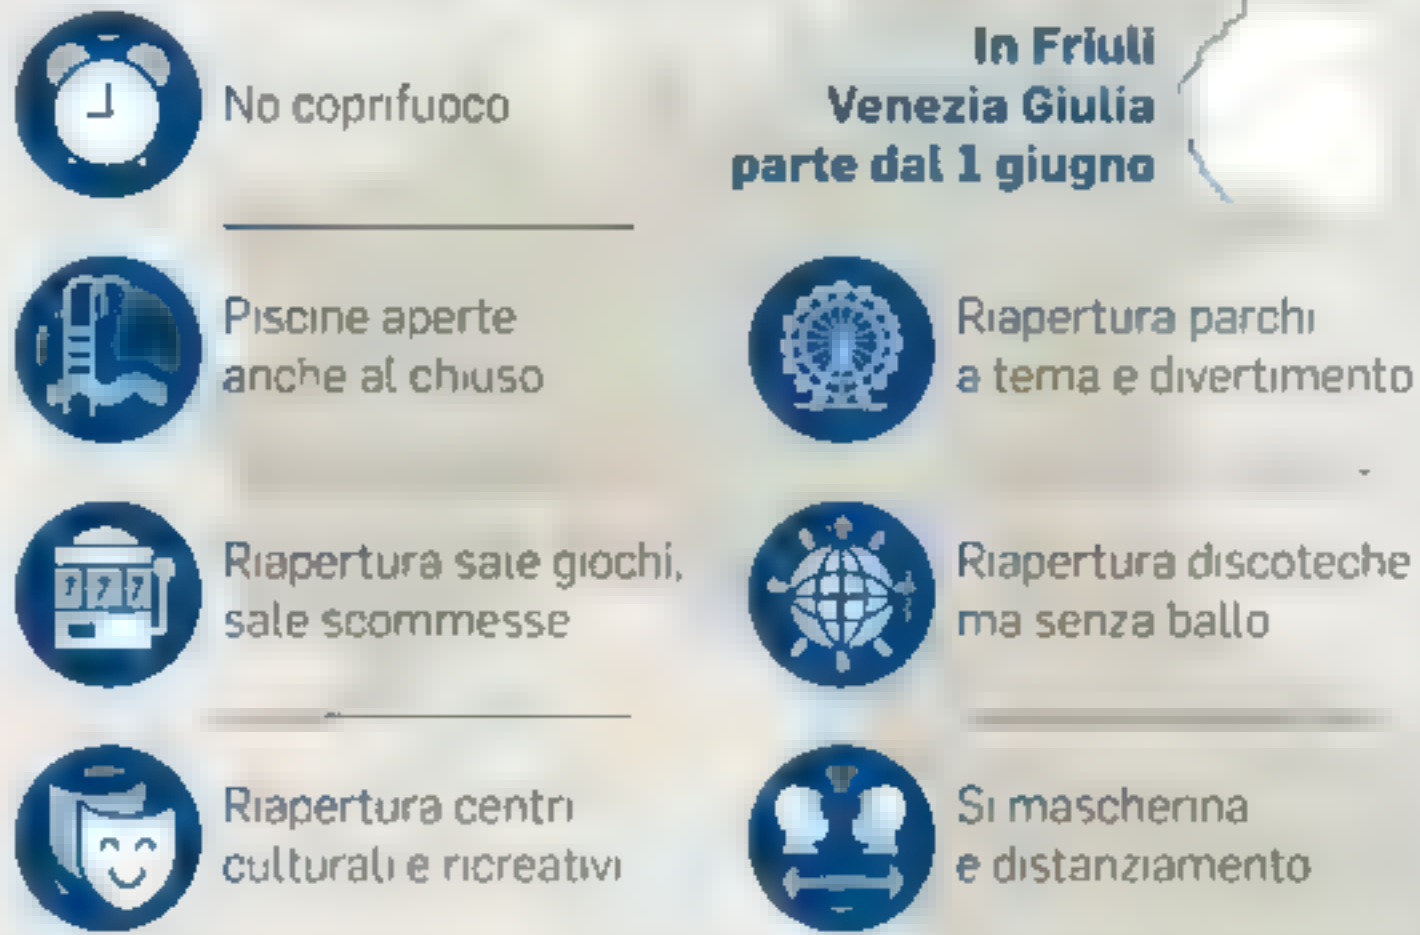 No coprifuoco
In Friuli
Venezia Giulia
parte dal 1 giugno
Piscine aperte
anche al chiuso
Riapertura parchi
a tema e divertimento
Riapertura sale giochi,
sale scommesse
Riapertura discoteche
ma senza ballo
Riapertura centri
culturali e ricreativi
Si mascherina
e distanziamento